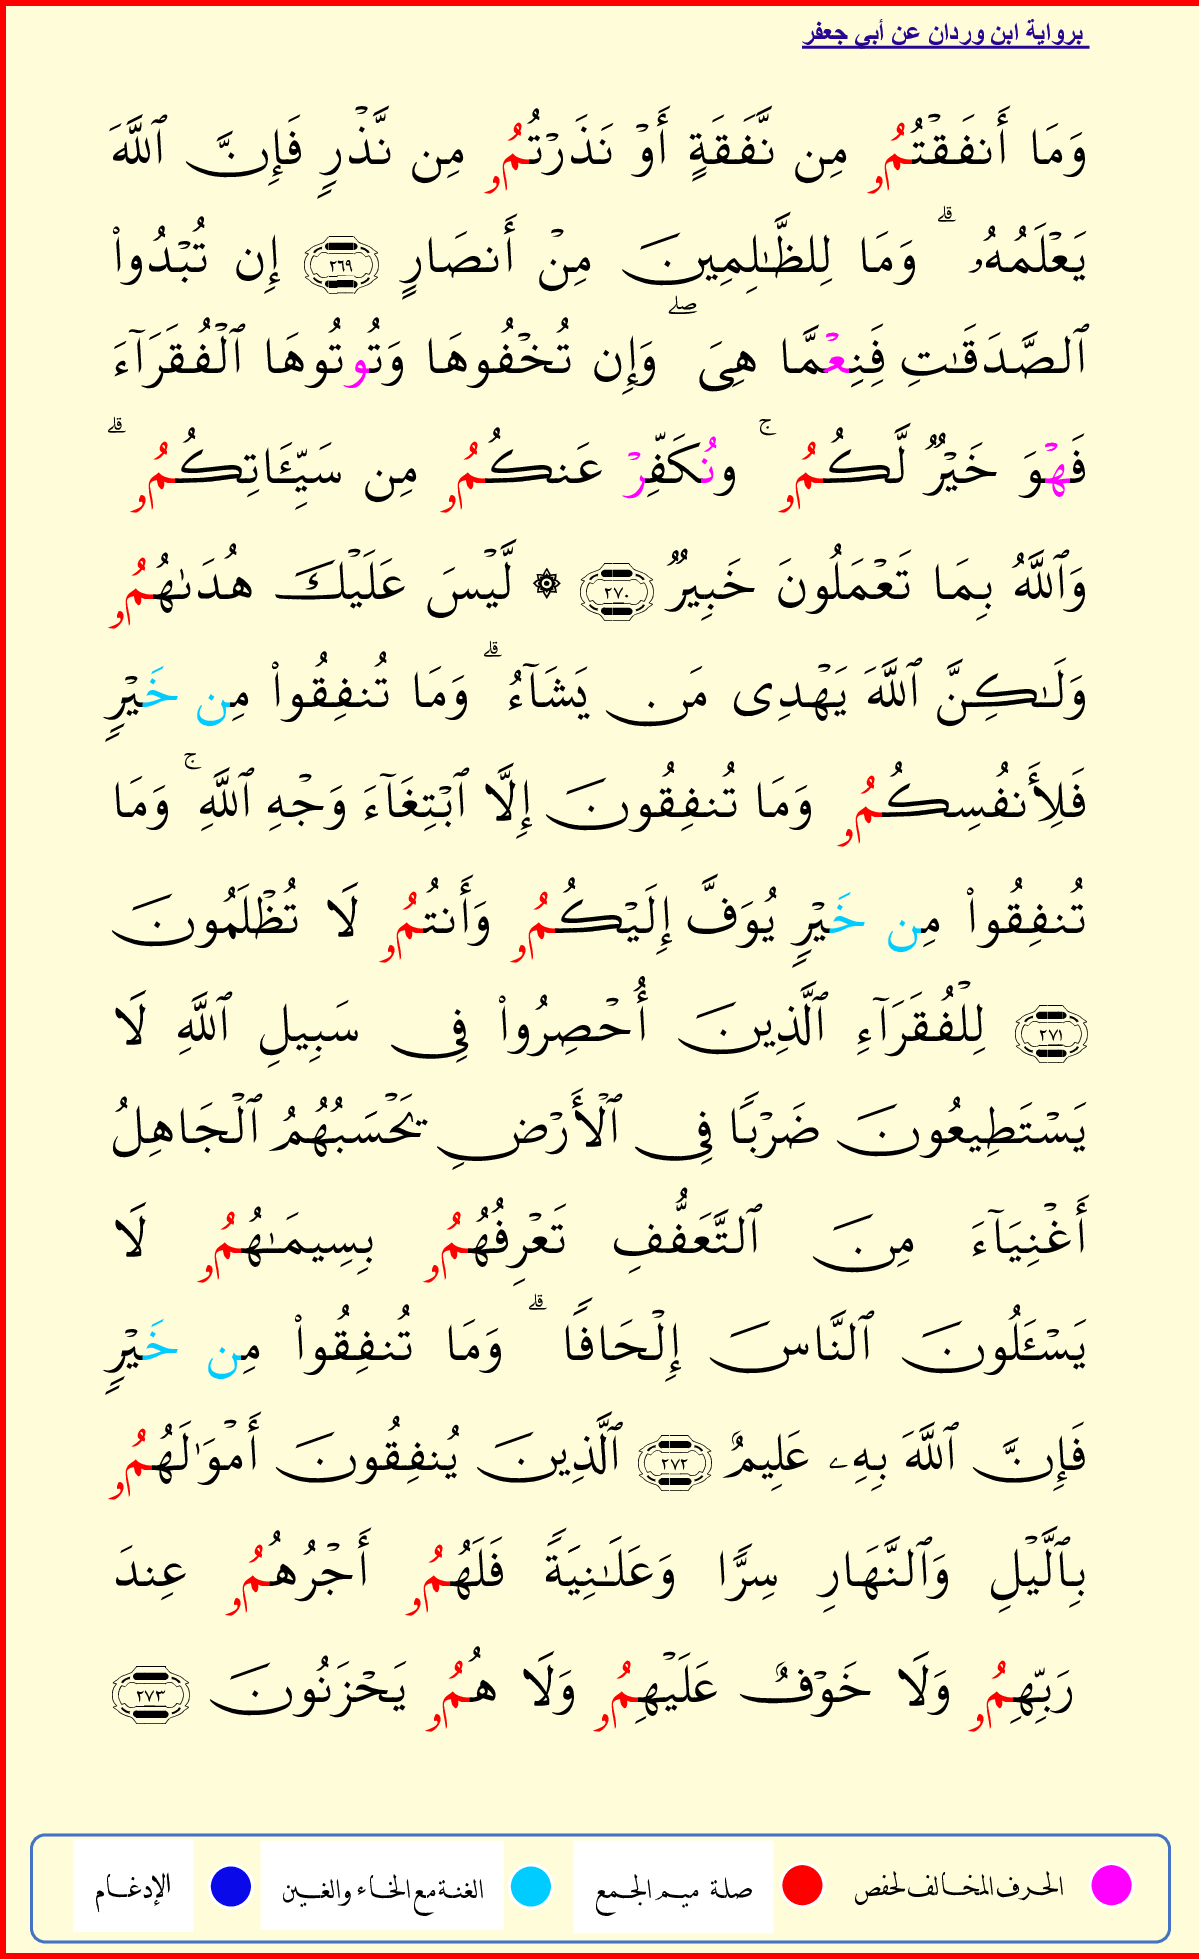 برواية ابن وردان عن أبي جعفر
وَمَا أَنفَقۡتُمُۥ مِن نَّفَقَةٍ أَوۡ نَذَرۡتُمُۥ مِن نَّذۡرٖ فَإِنَّ ٱللَّهَ
يَعۡلَمُهُۥۗ وَمَا لِلظَّٰلِمِينَ مِنۡ أَنصَارٍ ٢٦٩ إِن تُبۡدُواْ
ٱلصَّدَقَٰتِ فَنِعۡمَّا هِيَۖ وَإِن تُخۡفُوهَا وَتُوتُوهَا ٱلۡفُقَرَآءَ
فَهۡوَ خَيۡرٞ لَّكُمُۥۚ ونُكَفِّرۡ عَنكُمُۥ مِن سَيِّـَٔاتِكُمُۥۗ
وَٱللَّهُ بِمَا تَعۡمَلُونَ خَبِيرٞ ٢٧٠ ۞ لَّيۡسَ عَلَيۡكَ هُدَىٰهُمُۥ
وَلَٰكِنَّ ٱللَّهَ يَهۡدِي مَن يَشَآءُۗ وَمَا تُنفِقُواْ مِن خَيۡرٖ
فَلِأَنفُسِكُمُۥ وَمَا تُنفِقُونَ إِلَّا ٱبۡتِغَآءَ وَجۡهِ ٱللَّهِۚ وَمَا
تُنفِقُواْ مِن خَيۡرٖ يُوَفَّ إِلَيۡكُمُۥ وَأَنتُمُۥ لَا تُظۡلَمُونَ
٢٧١ لِلۡفُقَرَآءِ ٱلَّذِينَ أُحۡصِرُواْ فِي سَبِيلِ ٱللَّهِ لَا
يَسۡتَطِيعُونَ ضَرۡبٗا فِي ٱلۡأَرۡضِ يَحۡسَبُهُمُ ٱلۡجَاهِلُ
أَغۡنِيَآءَ مِنَ ٱلتَّعَفُّفِ تَعۡرِفُهُمُۥ بِسِيمَٰهُمُۥ لَا
يَسۡـَٔلُونَ ٱلنَّاسَ إِلۡحَافٗاۗ وَمَا تُنفِقُواْ مِن خَيۡرٖ
فَإِنَّ ٱللَّهَ بِهِۦ عَلِيمٌ ٢٧٢ ٱلَّذِينَ يُنفِقُونَ أَمۡوَٰلَهُمُۥ
بِٱلَّيۡلِ وَٱلنَّهَارِ سِرّٗا وَعَلَٰنِيَةٗ فَلَهُمُۥ أَجۡرُهُمُۥ عِندَ
رَبِّهِمُۥ وَلَا خَوۡفٌ عَلَيۡهِمُۥ وَلَا هُمُۥ يَحۡزَنُونَ ٢٧٣
الحرف المخالف لحفص صلة ميم الجمع الغنة مع الخاء والغين الإدغام